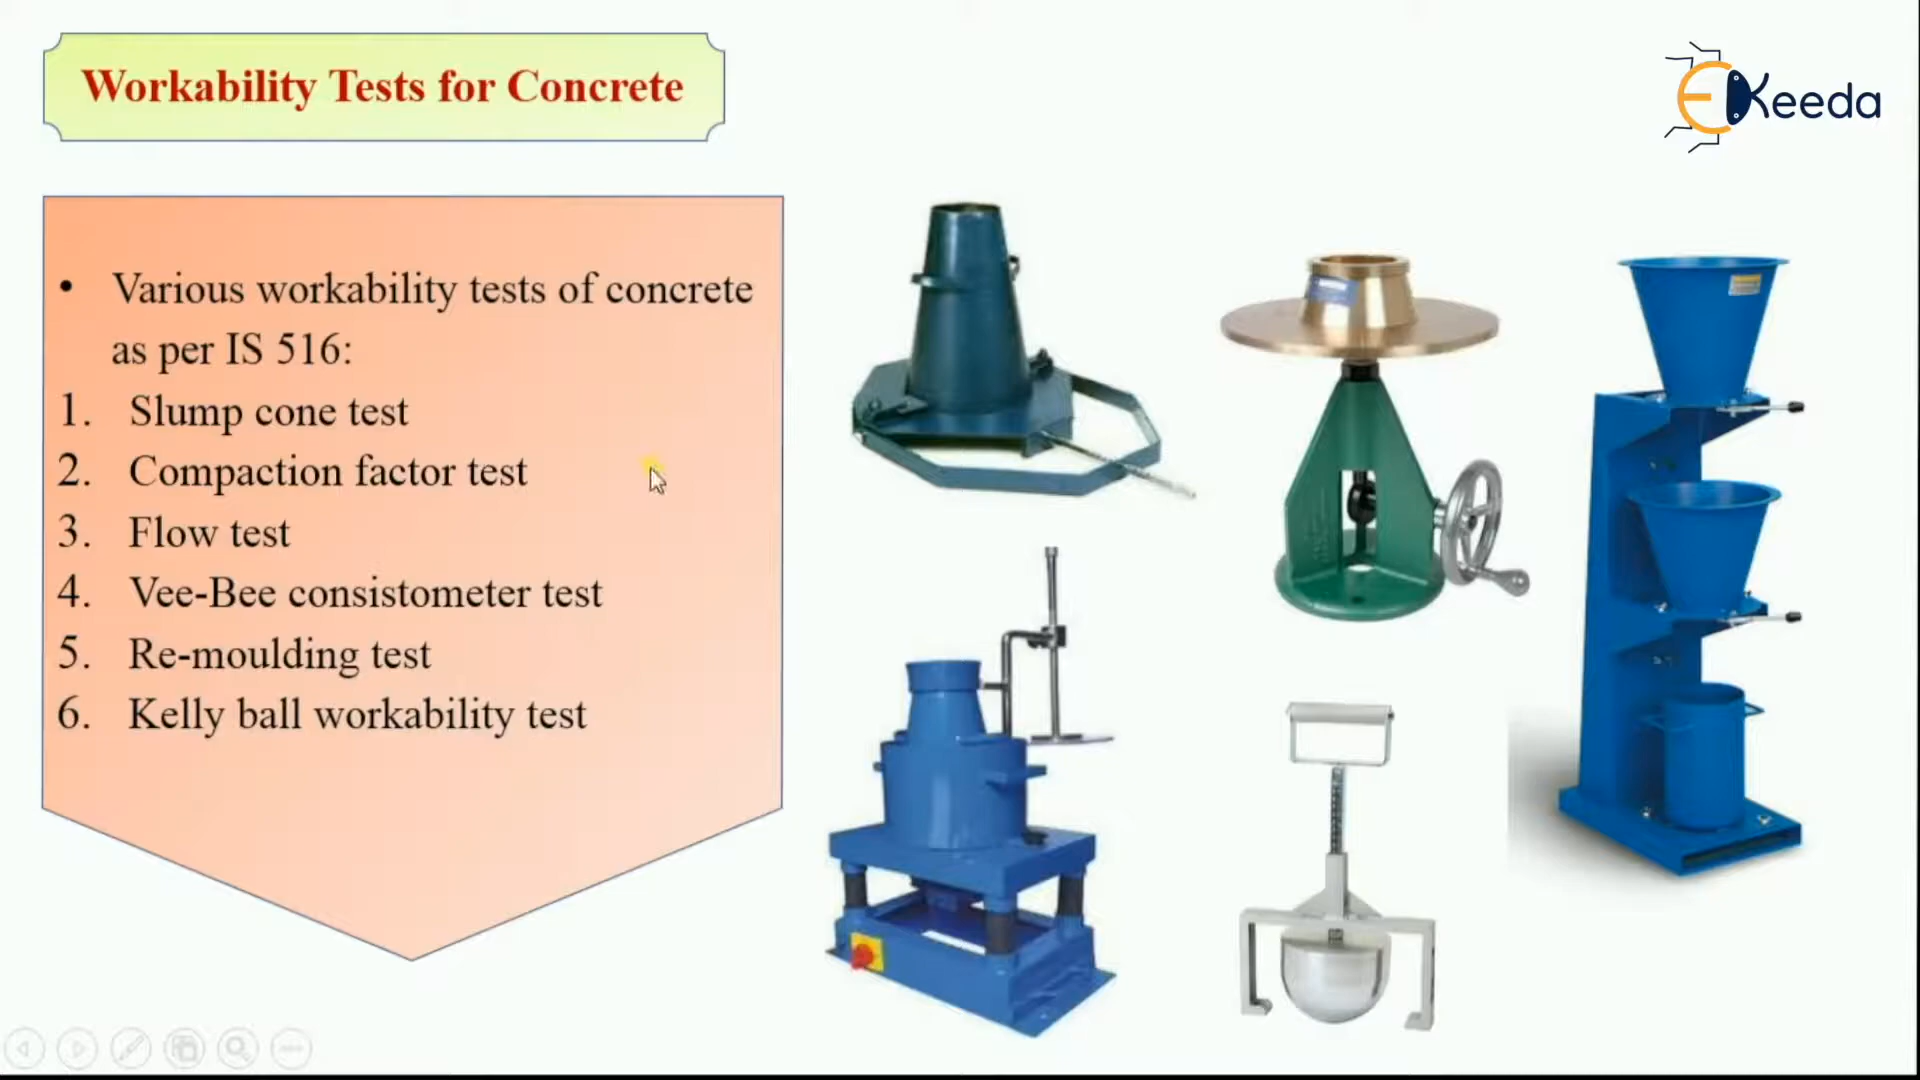 Workability Tests for Concrete
EKeeda
• Various workability tests of concrete
as per IS 516:
1. Slump cone test
2. Compaction factor test
3. Flow test
4. Vee-Bee consistometer test
5. Re-moulding test
6. Kelly ball workability test